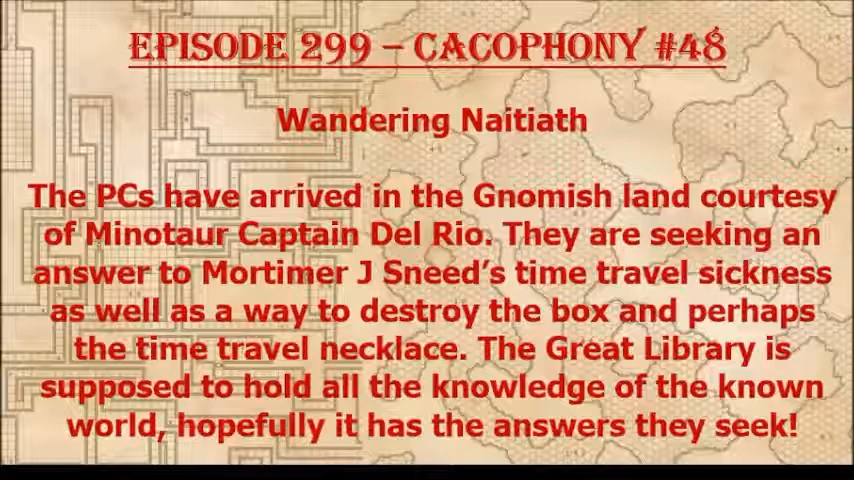 EPISODE 299 – CACOPHONY #48
Wandering Naitiath
The PCs have arrived in the Gnomish land courtesy
of Minotaur Captain Del Rio. They are seeking an
answer to Mortimer J Sneed’s time travel sickness
as well as a way to destroy the box and perhaps
the time travel necklace. The Great Library is
supposed to hold all the knowledge of the known
world, hopefully it has the answers they seek!